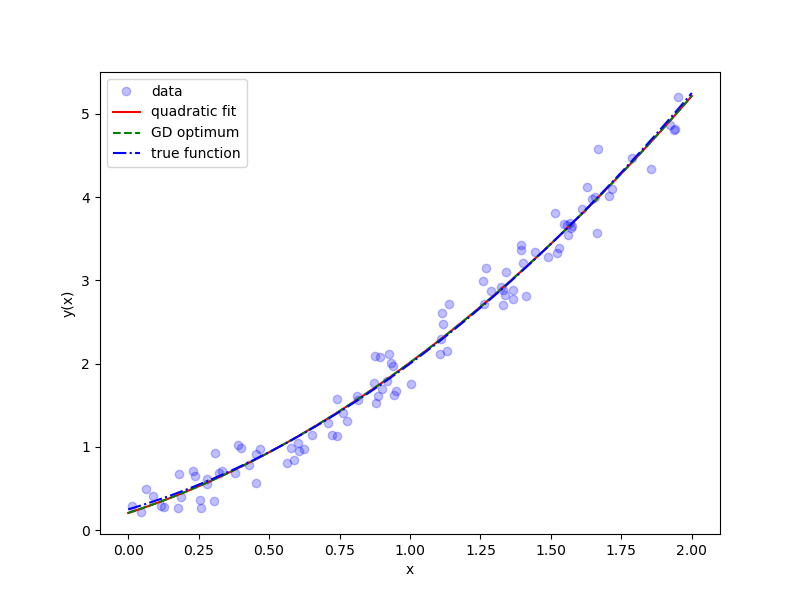 data
quadratic fit
GD optimum
true function
5
4
3
2
1
0
y(x)
0.00 0.25 0.50 0.75 1.00 1.25 1.50 1.75 2.00
x